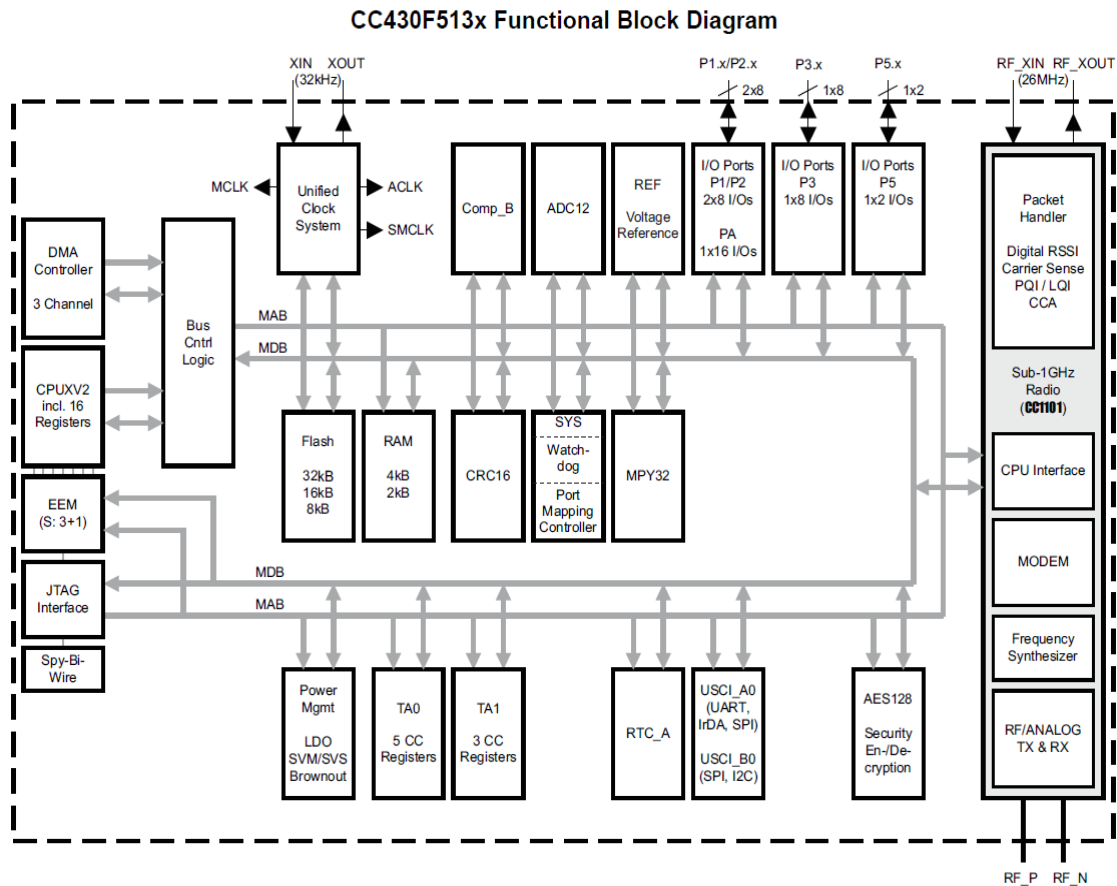 CC430F513x Functional Block Diagram
XIN XOUT
(32kHz)
P1.x/P2.x
2x8
P3.x
1x8
P5.x
1x2
RF_XIN RF_XOUT
(26MHz)
MCLK
Unified
Clock
System
ACLK
SMCLK
Comp_B
ADC12
REF
Voltage
Reference
I/O Ports
P1/P2
2x8 I/Os
PA
1x16 I/Os
I/O Ports
P3
1x8 I/Os
I/O Ports
P5
1x2 I/Os
Packet
Handler
Digital RSSI
Carrier Sense
PQI / LQI
CCA
DMA
Controller
3 Channel
Bus
Cntrl
Logic
MAB
MDB
CPUXV2
incl. 16
Registers
Sub-1GHz
Radio
(CC1101)
Flash
32kB
16kB
8kB
RAM
4kB
2kB
CRC16
SYS
Watch-
dog
Port
Mapping
Controller
MPY32
CPU Interface
EEM
(S: 3+1)
MODEM
JTAG
Interface
MDB
MAB
Spy-Bi-
Wire
Frequency
Synthesizer
Power
Mgmt
LDO
SVM/SVS
Brownout
TA0
5 CC
Registers
TA1
3 CC
Registers
RTC_A
USCI_A0
(UART,
IrDA, SPI)
USCI_B0
(SPI, I2C)
AES128
Security
En-/De-
cryption
RF/ANALOG
TX & RX
RF_P RF_N